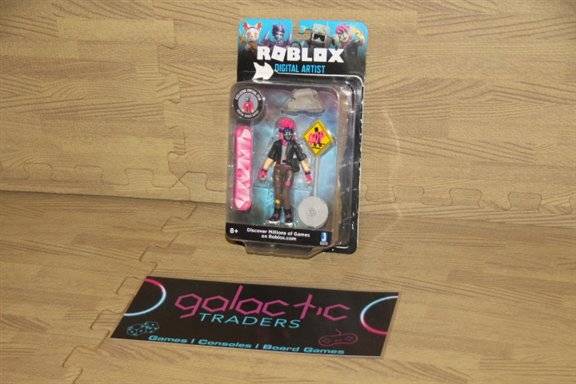 ROBLOX
DIGITAL ARTIST
8+
Discover Millions of Games
on Roblox.com
galactic
TRADERS
Games | Consoles | Board Games